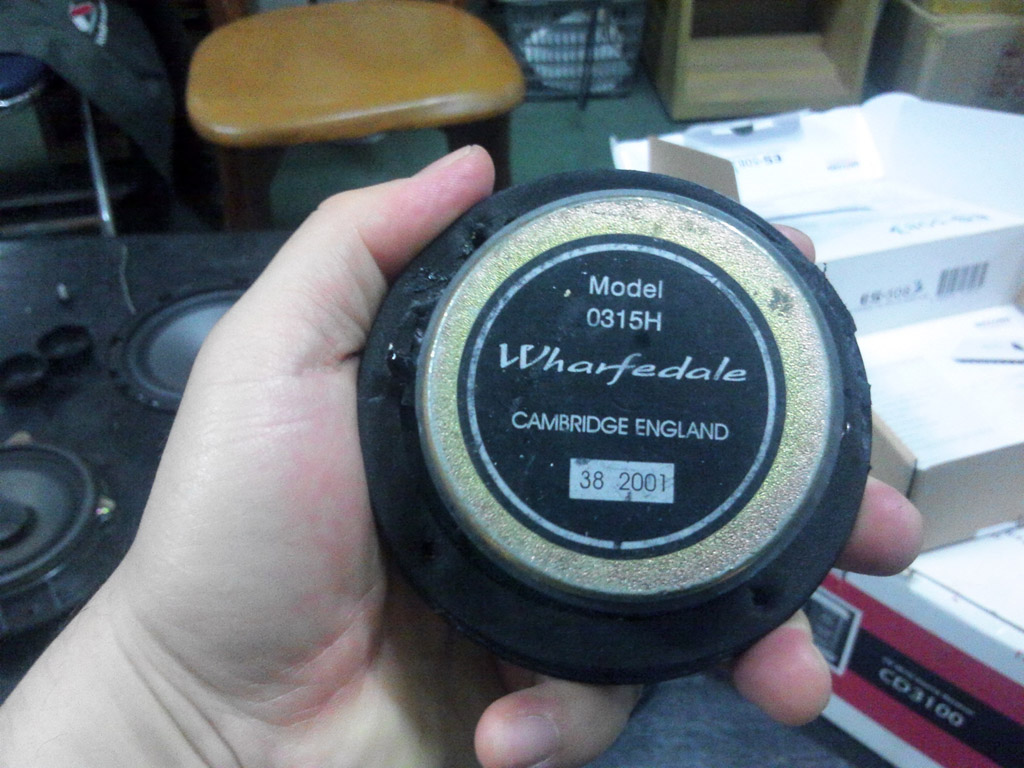 Model
0315H
Wharfedale
CAMBRIDGE ENGLAND
38 2001
CD3100